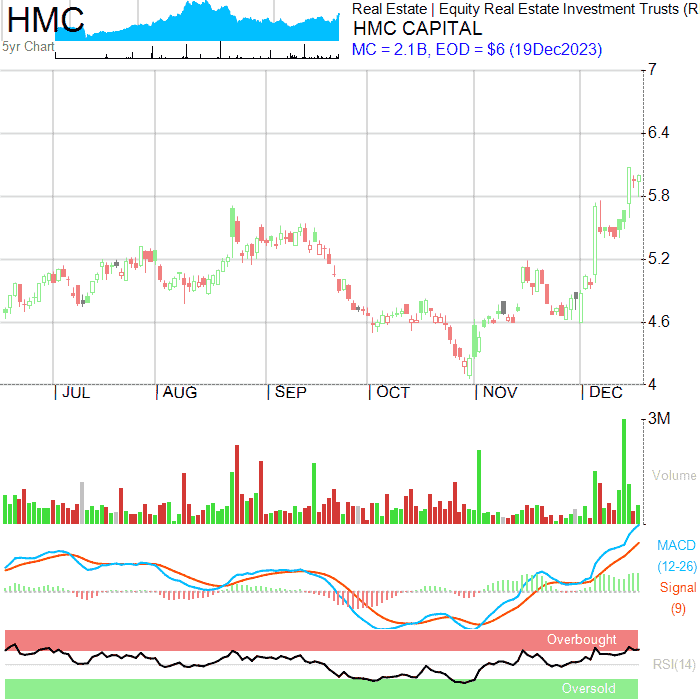 HMC
5yr Chart
Real Estate | Equity Real Estate Investment Trusts (R
HMC CAPITAL
MC = 2.1B, EOD = $6 (19Dec2023)
7
6.4
5.8
5.2
4.6
4
JUL AUG SEP OCT NOV DEC
3M
Volume
MACD
(12-26)
Signal
(9)
Overbought
RSI(14)
Oversold